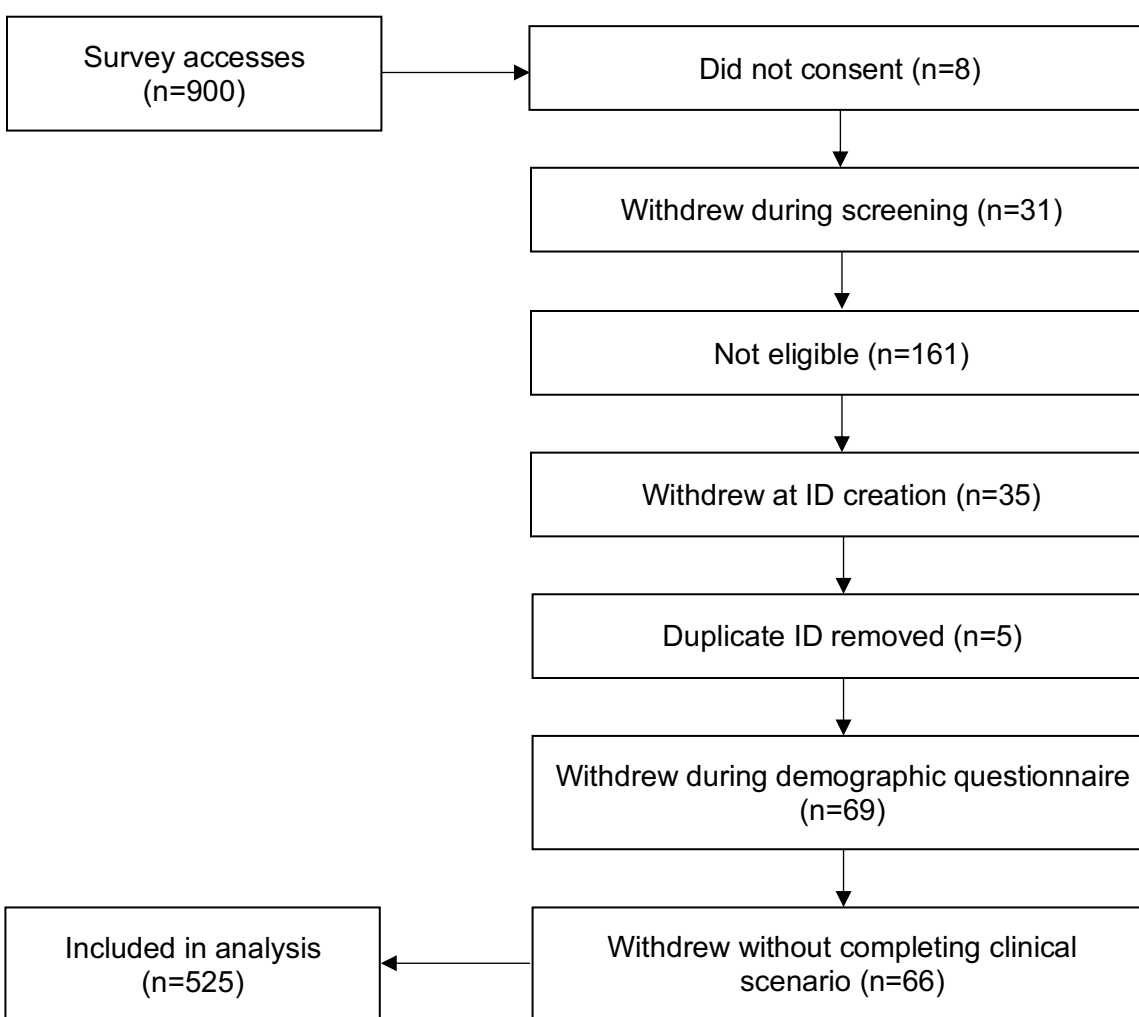 Survey accesses
(n=900)
Did not consent (n=8)
Withdrew during screening (n=31)
Not eligible (n=161)
Withdrew at ID creation (n=35)
Duplicate ID removed (n=5)
Withdrew during demographic questionnaire
(n=69)
Withdrew without completing clinical
scenario (n=66)
Included in analysis
(n=525)